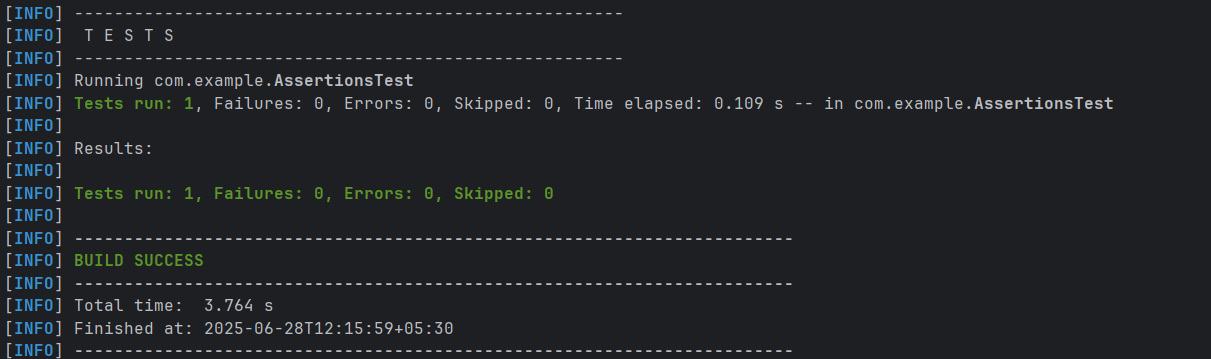 [INFO] -------------------------------------------------------
[INFO]  T E S T S
[INFO] -------------------------------------------------------
[INFO] Running com.example.AssertionsTest
[INFO] Tests run: 1, Failures: 0, Errors: 0, Skipped: 0, Time elapsed: 0.109 s -- in com.example.AssertionsTest
[INFO]
[INFO] Results:
[INFO]
[INFO] Tests run: 1, Failures: 0, Errors: 0, Skipped: 0
[INFO]
[INFO] ------------------------------------------------------------------------
[INFO] BUILD SUCCESS
[INFO] ------------------------------------------------------------------------
[INFO] Total time:  3.764 s
[INFO] Finished at: 2025-06-28T12:15:59+05:30
[INFO] ------------------------------------------------------------------------